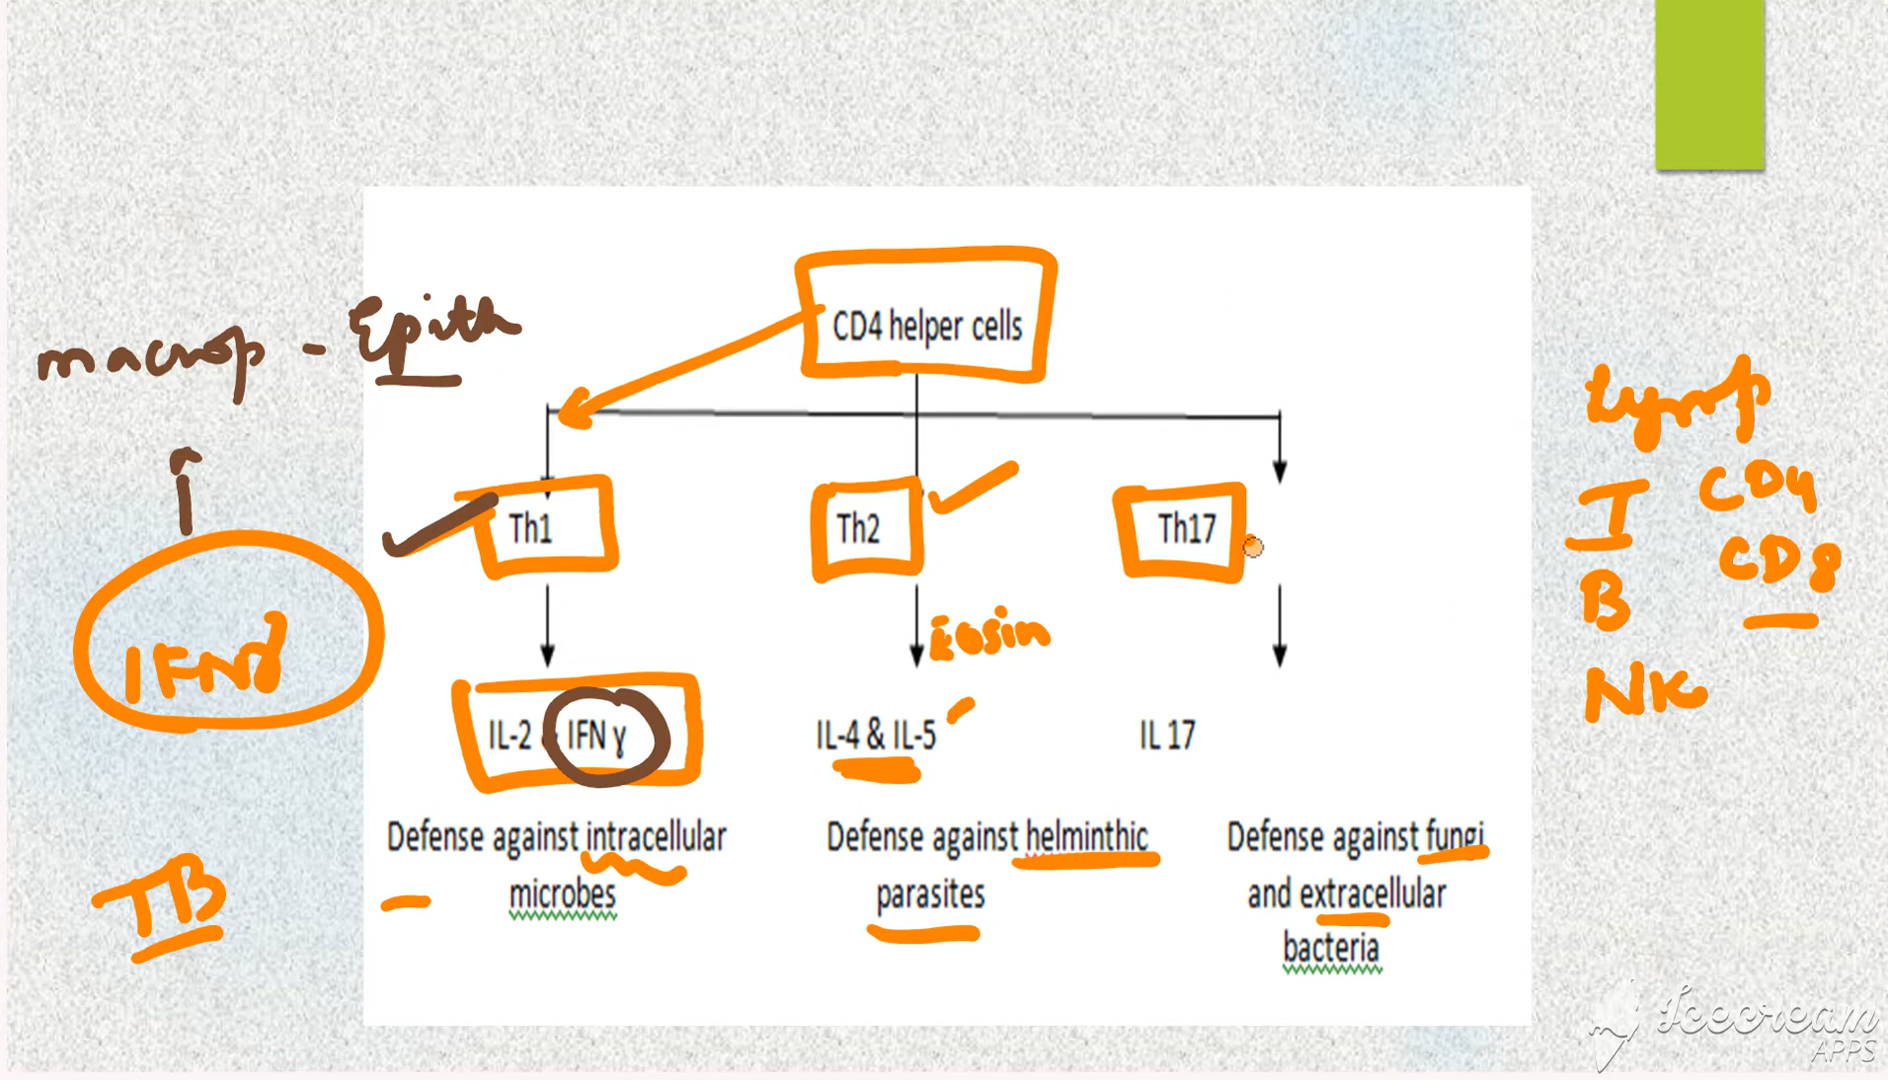 CD4 helper cells
macrop - Epith
Lymp
T CD4
CD8
B
NK
Th1 Th2 Th17
Eosin
IFNγ
IL-2 IFN γ IL-4 & IL-5 IL 17
Defense against intracellular
microbes
Defense against helminthic
parasites
Defense against fungi
and extracellular
bacteria
TB
Icecream
APPS